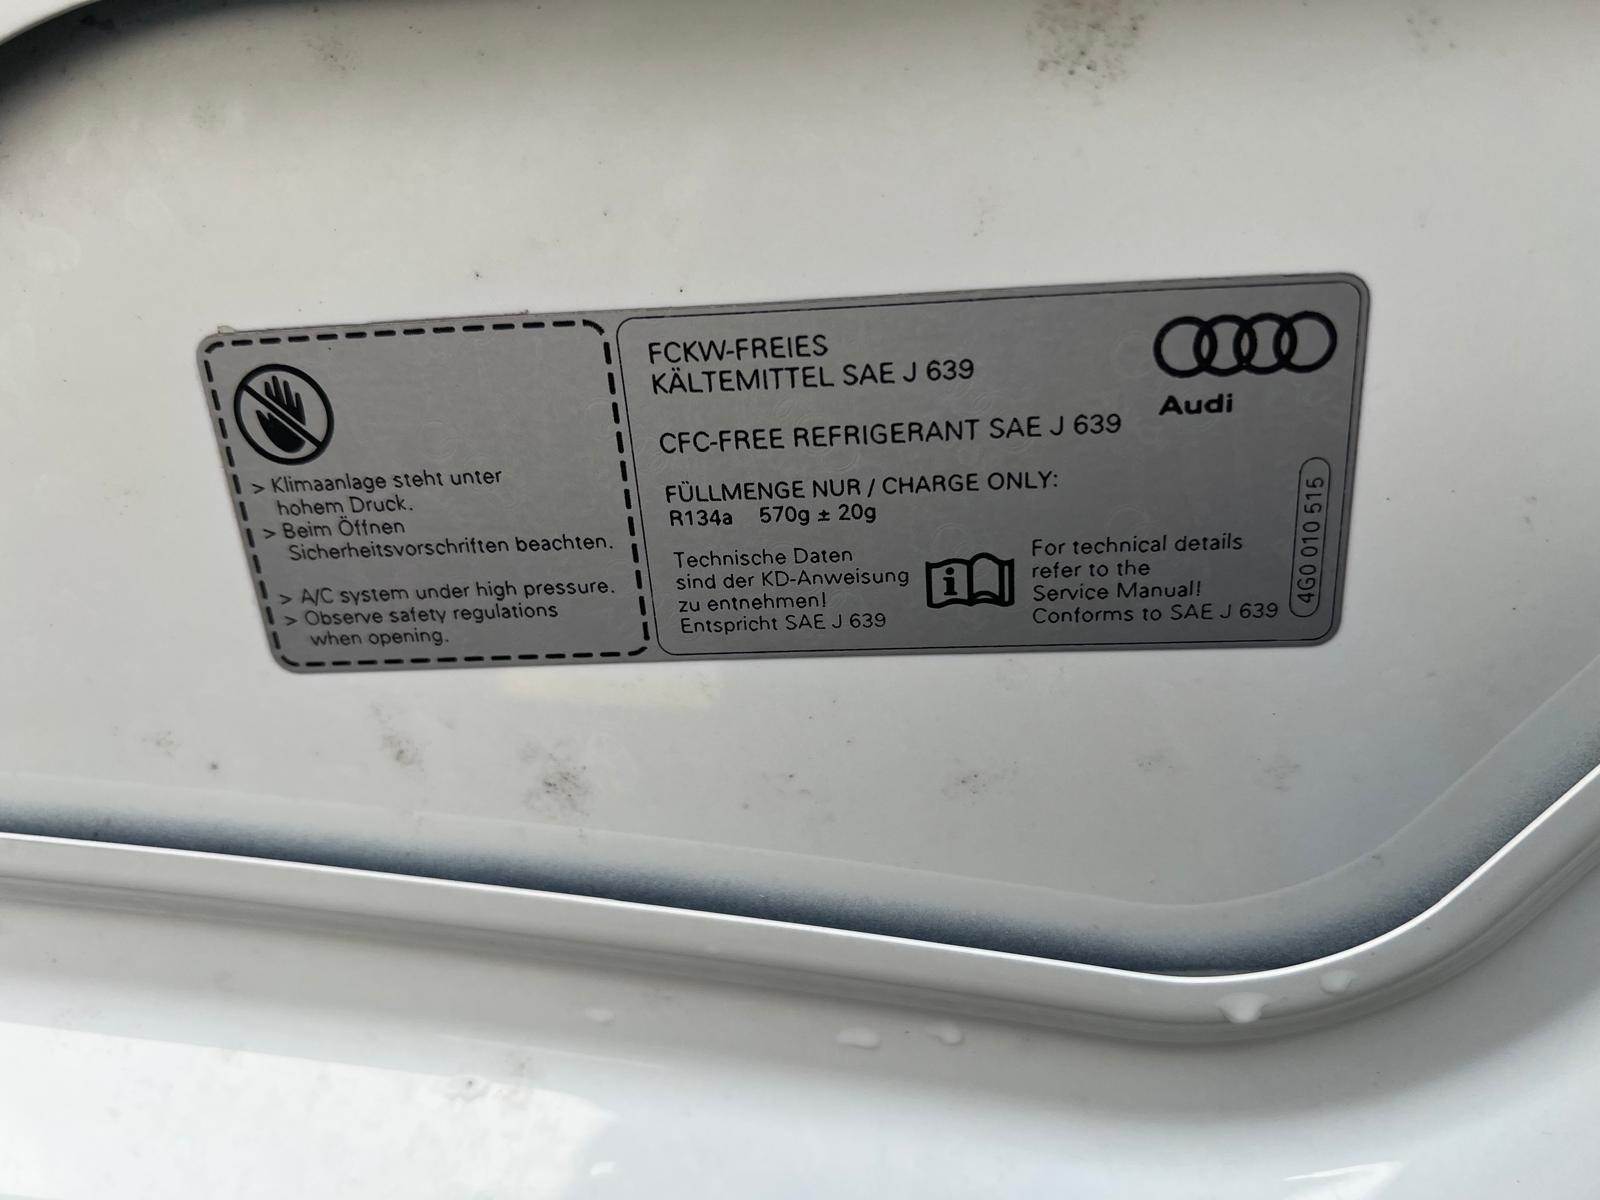 > Klimaanlage steht unter
hohem Druck.
> Beim Öffnen
Sicherheitsvorschriften beachten.
> A/C system under high pressure.
> Observe safety regulations
when opening.
FCKW-FREIES
KÄLTEMITTEL SAE J 639
CFC-FREE REFRIGERANT SAE J 639
FÜLLMENGE NUR / CHARGE ONLY:
R134a 570g ± 20g
Technische Daten
sind der KD-Anweisung
zu entnehmen!
Entspricht SAE J 639
i
For technical details
refer to the
Service Manual!
Conforms to SAE J 639
Audi
4G0 010 515